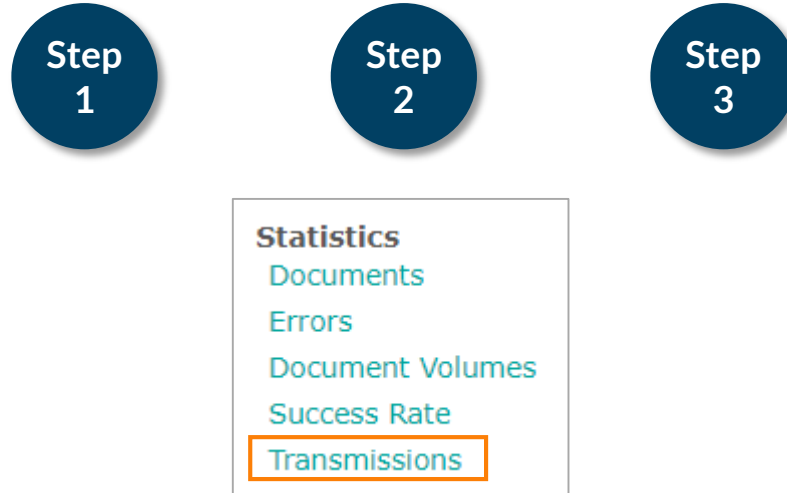 Step
1
Step
2
Step
3
Statistics
Documents
Errors
Document Volumes
Success Rate
Transmissions